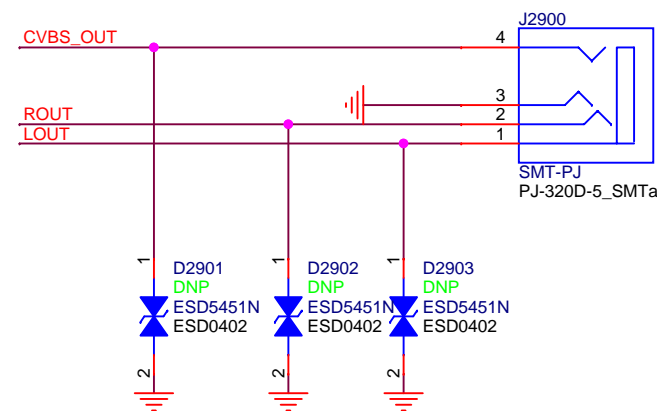 J2900
CVBS_OUT
4
3
ROUT
2
LOUT
1
SMT-PJ
PJ-320D-5_SMTa
1
D2901
DNP
ESD5451N
ESD0402
2
1
D2902
DNP
ESD5451N
ESD0402
2
1
D2903
DNP
ESD5451N
ESD0402
2